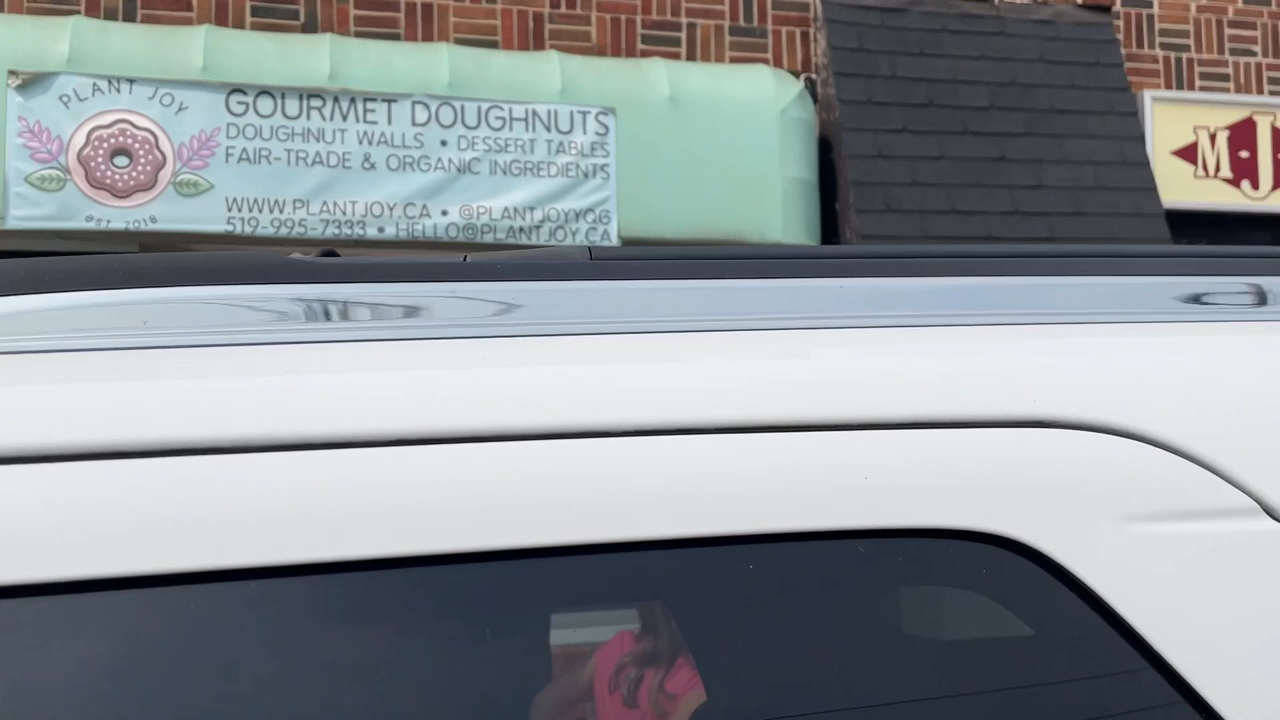 PLANT JOY
EST. 2018
GOURMET DOUGHNUTS
DOUGHNUT WALLS • DESSERT TABLES
FAIR-TRADE & ORGANIC INGREDIENTS
WWW.PLANTJOY.CA • @PLANTJOYYQG
519-995-7333 • HELLO@PLANTJOY.CA
M·J